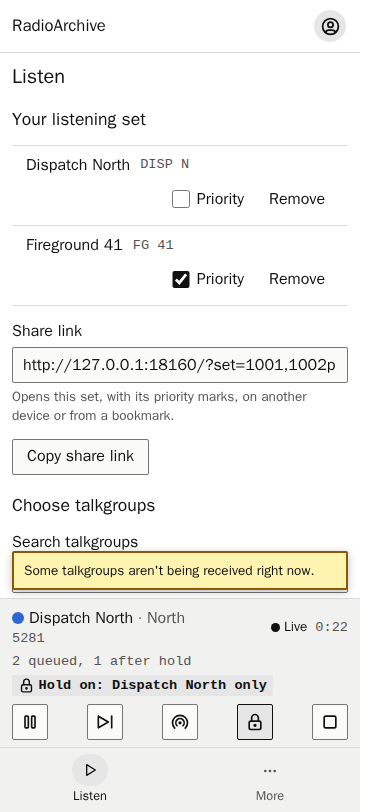 RadioArchive
Listen
Your listening set
Dispatch North DISP N
Priority Remove
Fireground 41 FG 41
Priority Remove
Share link
http://127.0.0.1:18160/?set=1001,1002p
Opens this set, with its priority marks, on another
device or from a bookmark.
Copy share link
Choose talkgroups
Search talkgroups
Some talkgroups aren't being received right now.
Dispatch North · North
5281
Live 0:22
2 queued, 1 after hold
Hold on: Dispatch North only
Listen More